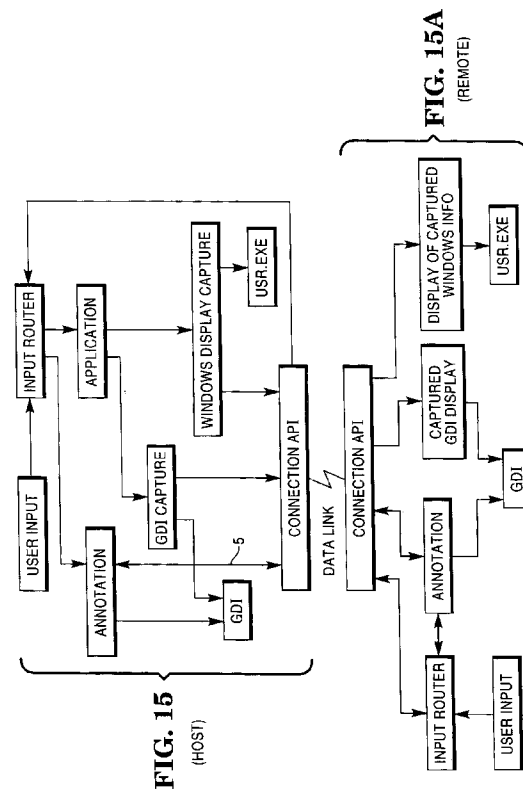 FIG. 15
(HOST)
USER INPUT
INPUT ROUTER
ANNOTATION
APPLICATION
GDI CAPTURE
WINDOWS DISPLAY CAPTURE
GDI
5
USR.EXE
CONNECTION API
DATA LINK
FIG. 15A
(REMOTE)
CONNECTION API
INPUT ROUTER
ANNOTATION
CAPTURED
GDI DISPLAY
DISPLAY OF CAPTURED
WINDOWS INFO
USER INPUT
GDI
USR.EXE